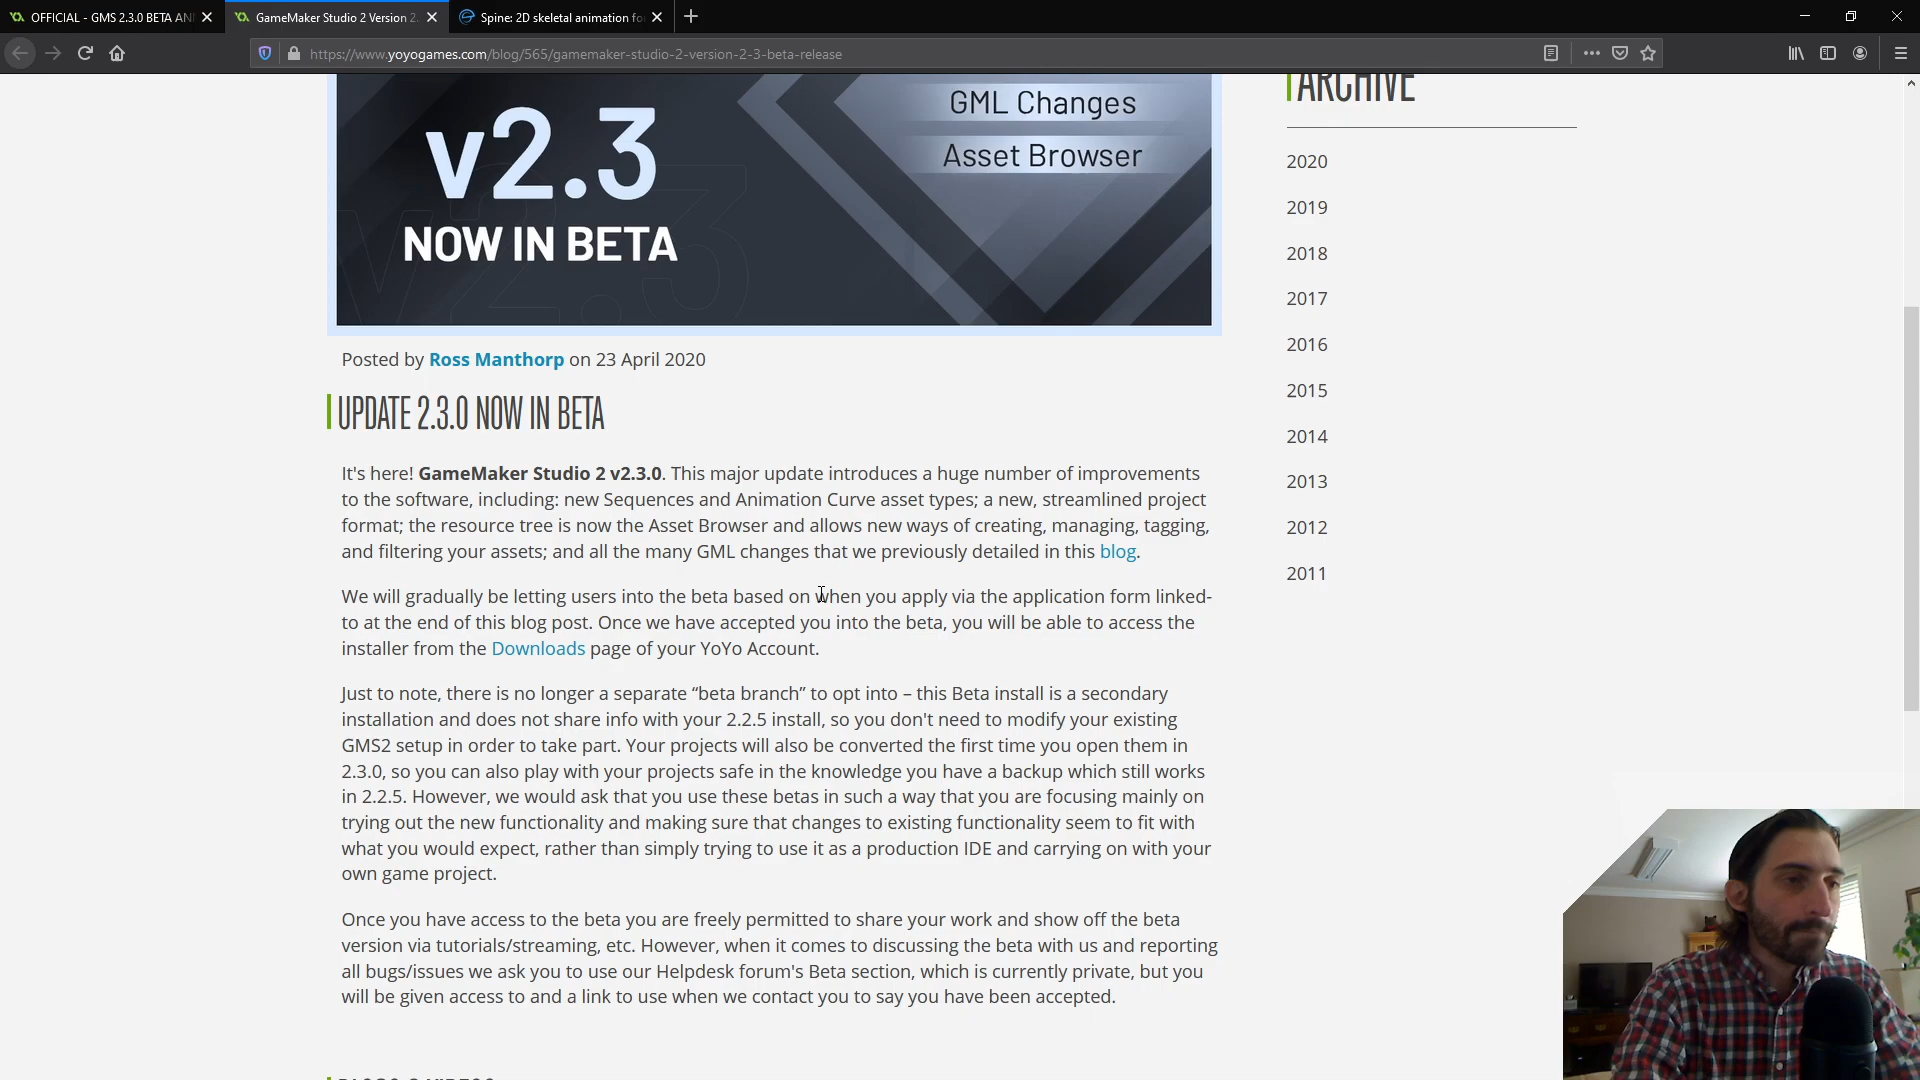 OFFICIAL - GMS 2.3.0 BETA AN
GameMaker Studio 2 Version 2.
Spine: 2D skeletal animation fo
https://www.yoyogames.com/blog/565/gamemaker-studio-2-version-2-3-beta-release
v2.3
NOW IN BETA
GML Changes
Asset Browser
Posted by Ross Manthorp on 23 April 2020
UPDATE 2.3.0 NOW IN BETA
It's here! GameMaker Studio 2 v2.3.0. This major update introduces a huge number of improvements
to the software, including: new Sequences and Animation Curve asset types; a new, streamlined project
format; the resource tree is now the Asset Browser and allows new ways of creating, managing, tagging,
and filtering your assets; and all the many GML changes that we previously detailed in this blog.
We will gradually be letting users into the beta based on when you apply via the application form linked-
to at the end of this blog post. Once we have accepted you into the beta, you will be able to access the
installer from the Downloads page of your YoYo Account.
Just to note, there is no longer a separate “beta branch” to opt into – this Beta install is a secondary
installation and does not share info with your 2.2.5 install, so you don't need to modify your existing
GMS2 setup in order to take part. Your projects will also be converted the first time you open them in
2.3.0, so you can also play with your projects safe in the knowledge you have a backup which still works
in 2.2.5. However, we would ask that you use these betas in such a way that you are focusing mainly on
trying out the new functionality and making sure that changes to existing functionality seem to fit with
what you would expect, rather than simply trying to use it as a production IDE and carrying on with your
own game project.
Once you have access to the beta you are freely permitted to share your work and show off the beta
version via tutorials/streaming, etc. However, when it comes to discussing the beta with us and reporting
all bugs/issues we ask you to use our Helpdesk forum's Beta section, which is currently private, but you
will be given access to and a link to use when we contact you to say you have been accepted.
ARCHIVE
2020
2019
2018
2017
2016
2015
2014
2013
2012
2011